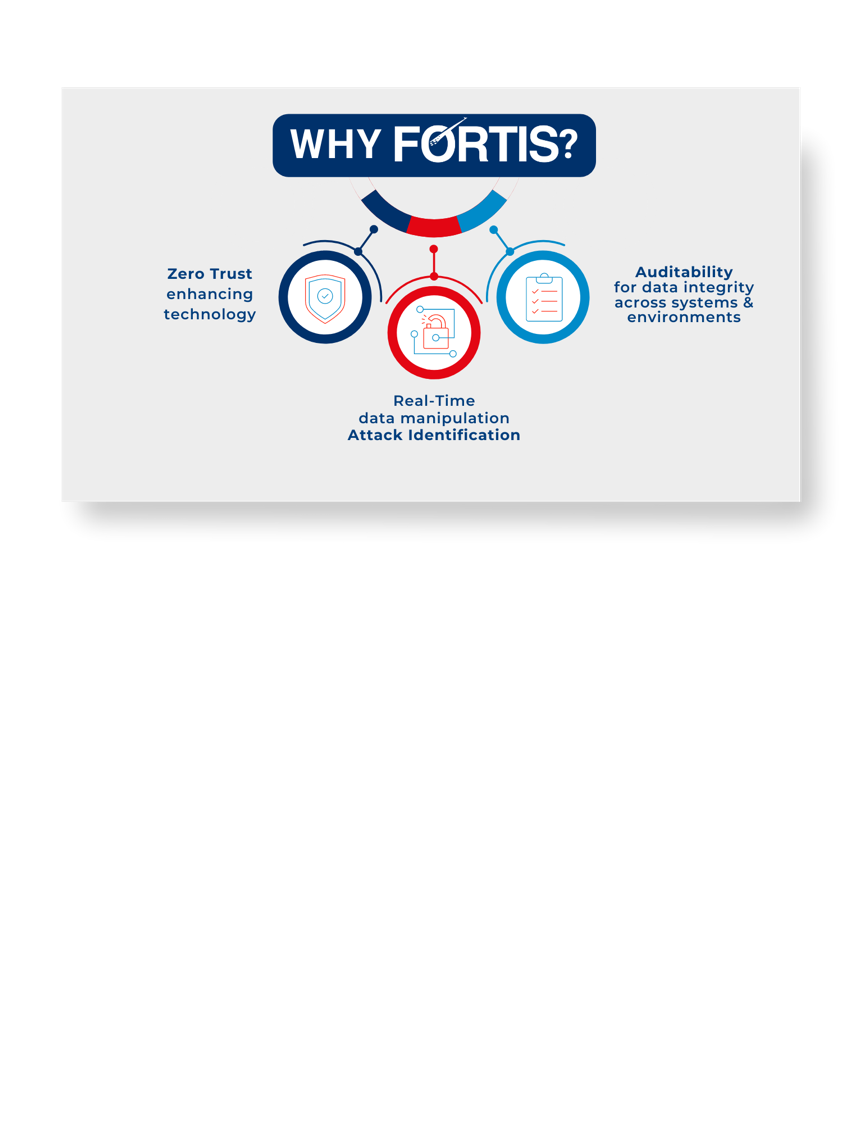 WHY FORTIS?
Zero Trust
enhancing
technology
Real-Time
data manipulation
Attack Identification
Auditability
for data integrity
across systems &
environments